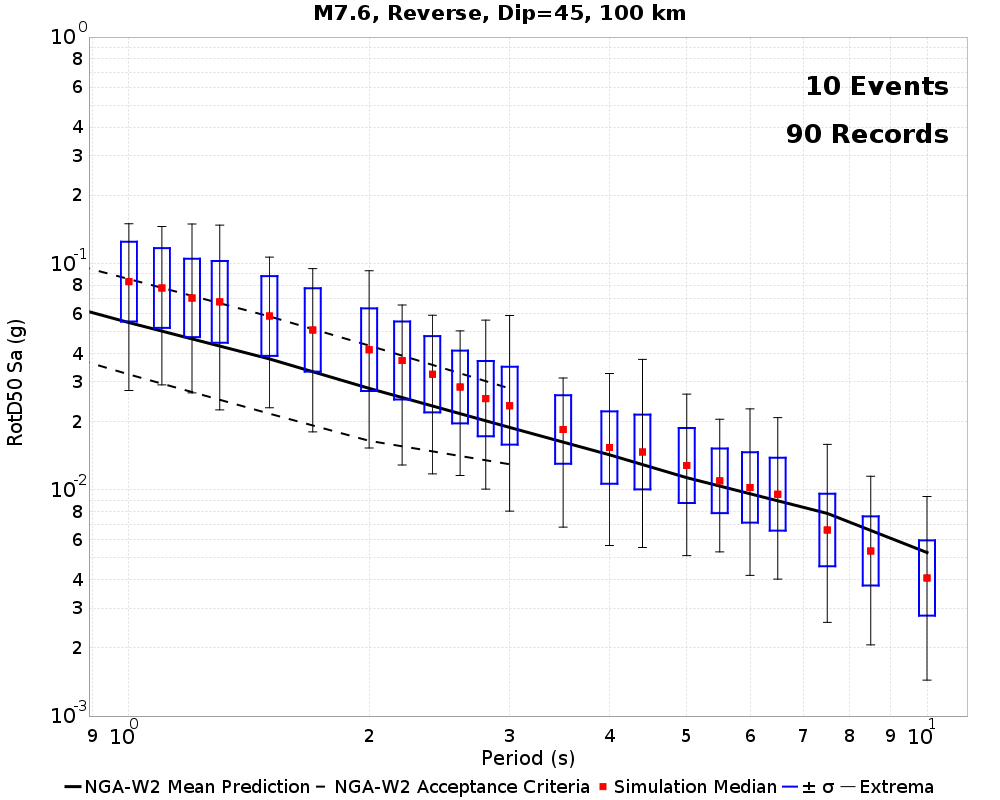 M7.6, Reverse, Dip=45, 100 km
10 Events
90 Records
RotD50 Sa (g)
10^0
8
6
4
3
2
10^-1
8
6
4
3
2
10^-2
8
6
4
3
2
10^-3
9 10^0 2 3 4 5 6 7 8 9 10^1
Period (s)
NGA-W2 Mean Prediction NGA-W2 Acceptance Criteria Simulation Median ± σ Extrema